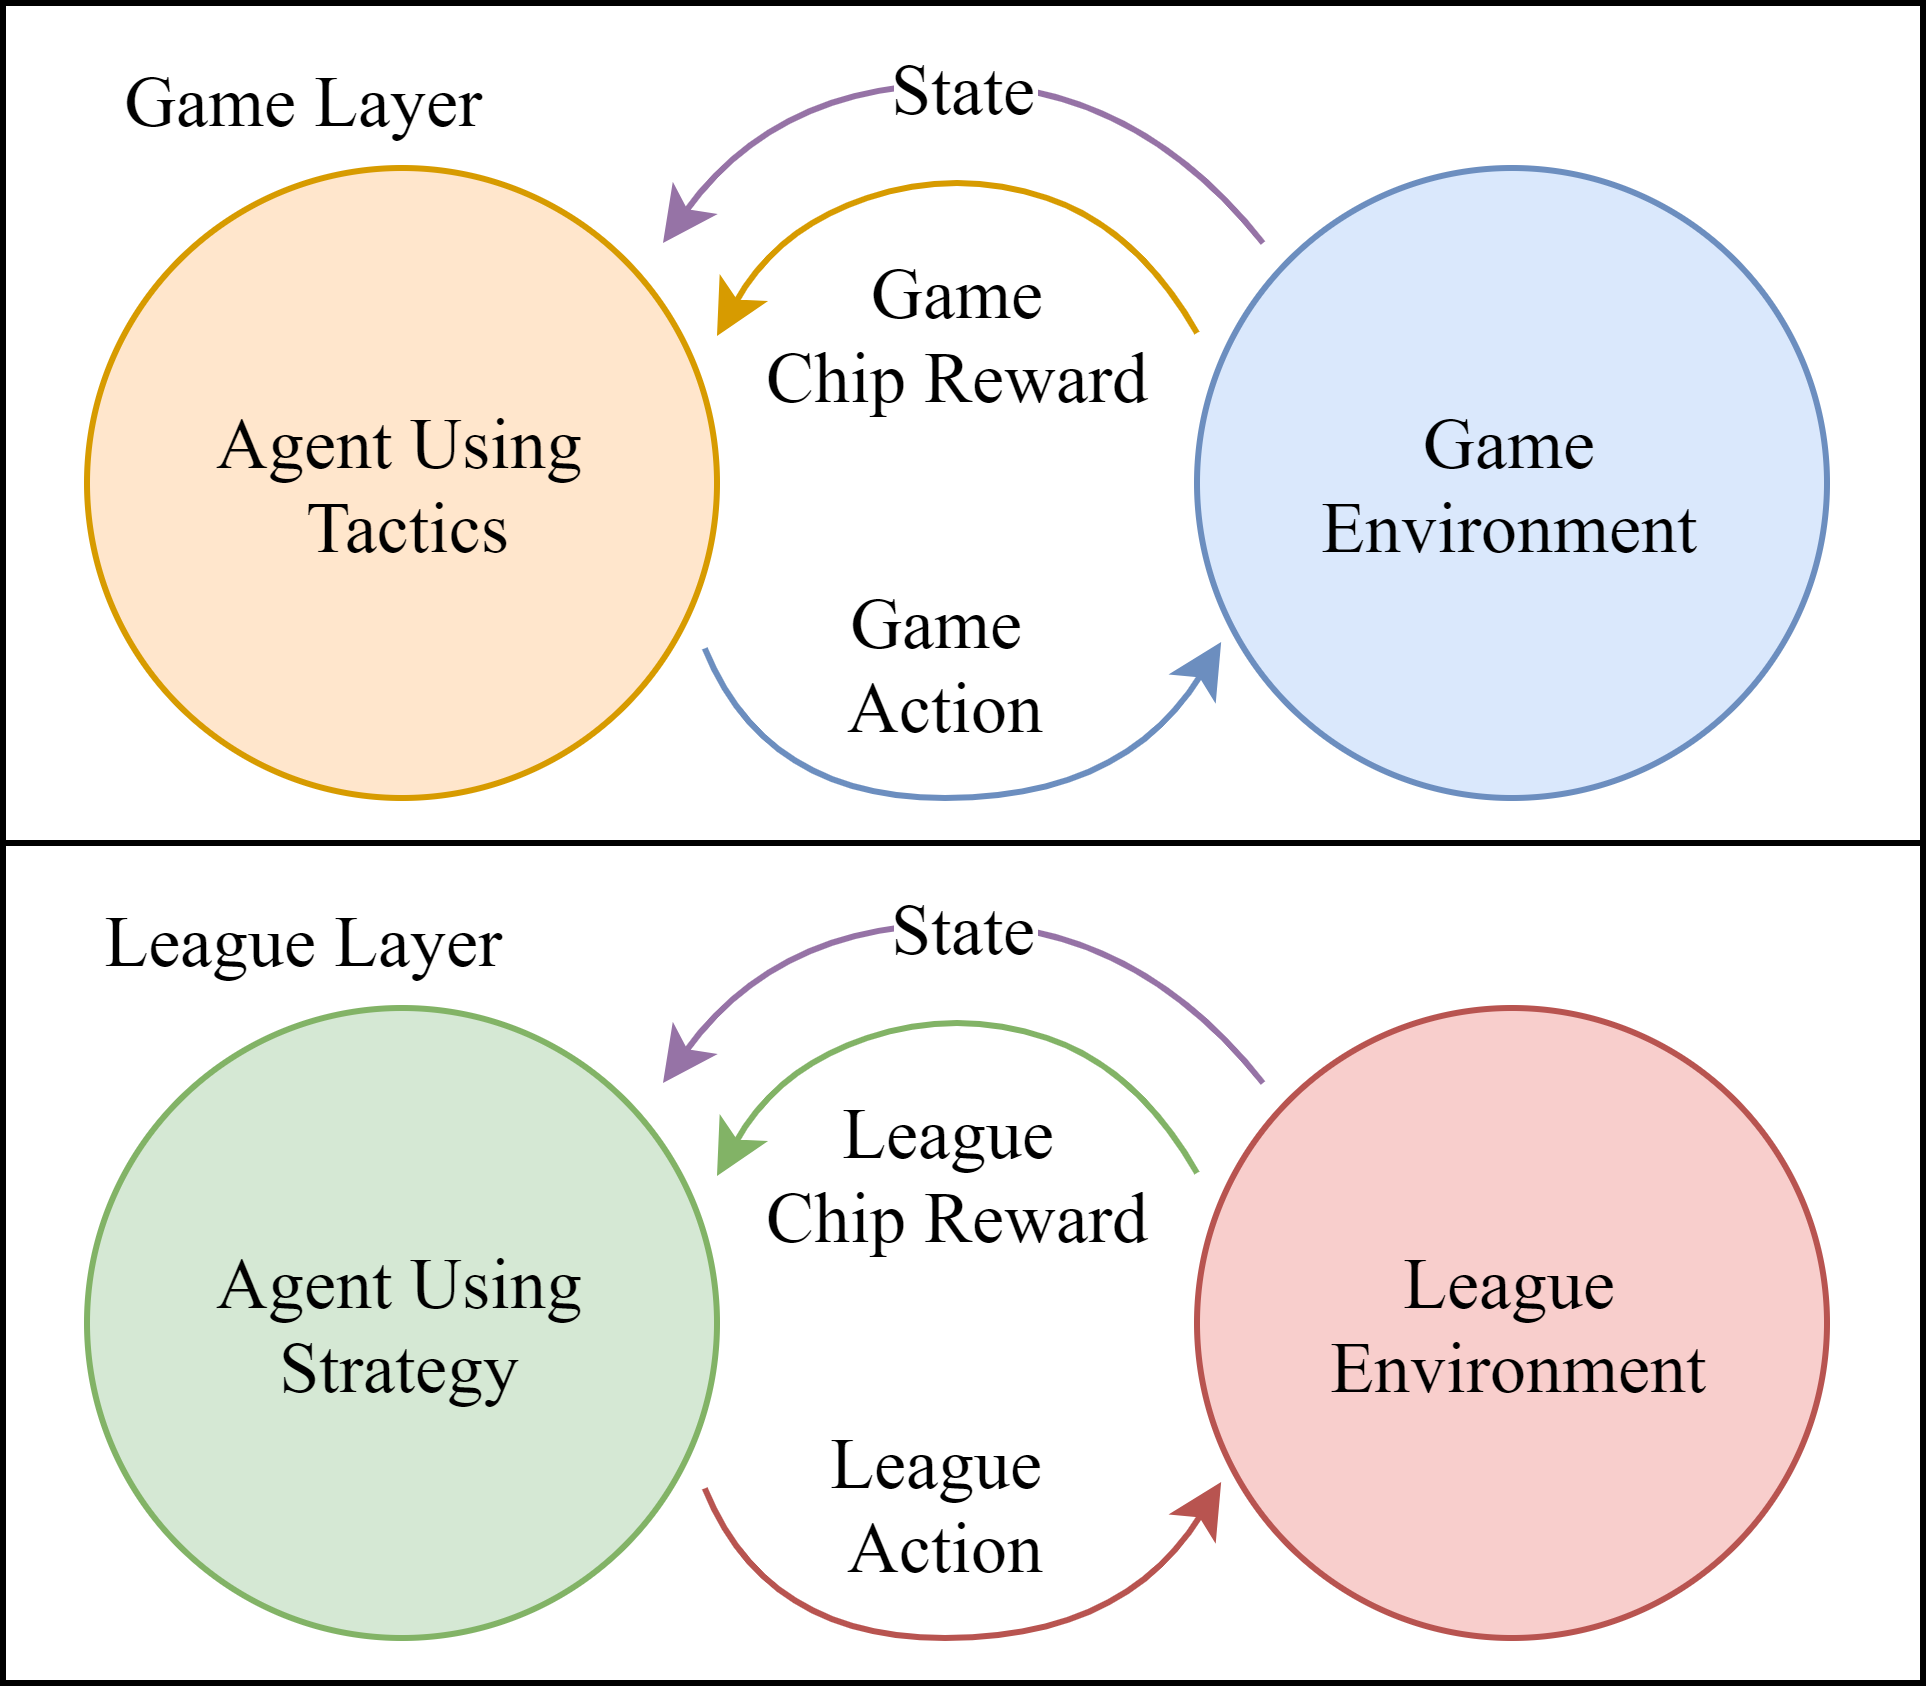 Game Layer
State
Game
Chip Reward
Agent Using
Tactics
Game
Environment
Game
Action
League Layer
State
League
Chip Reward
Agent Using
Strategy
League
Environment
League
Action